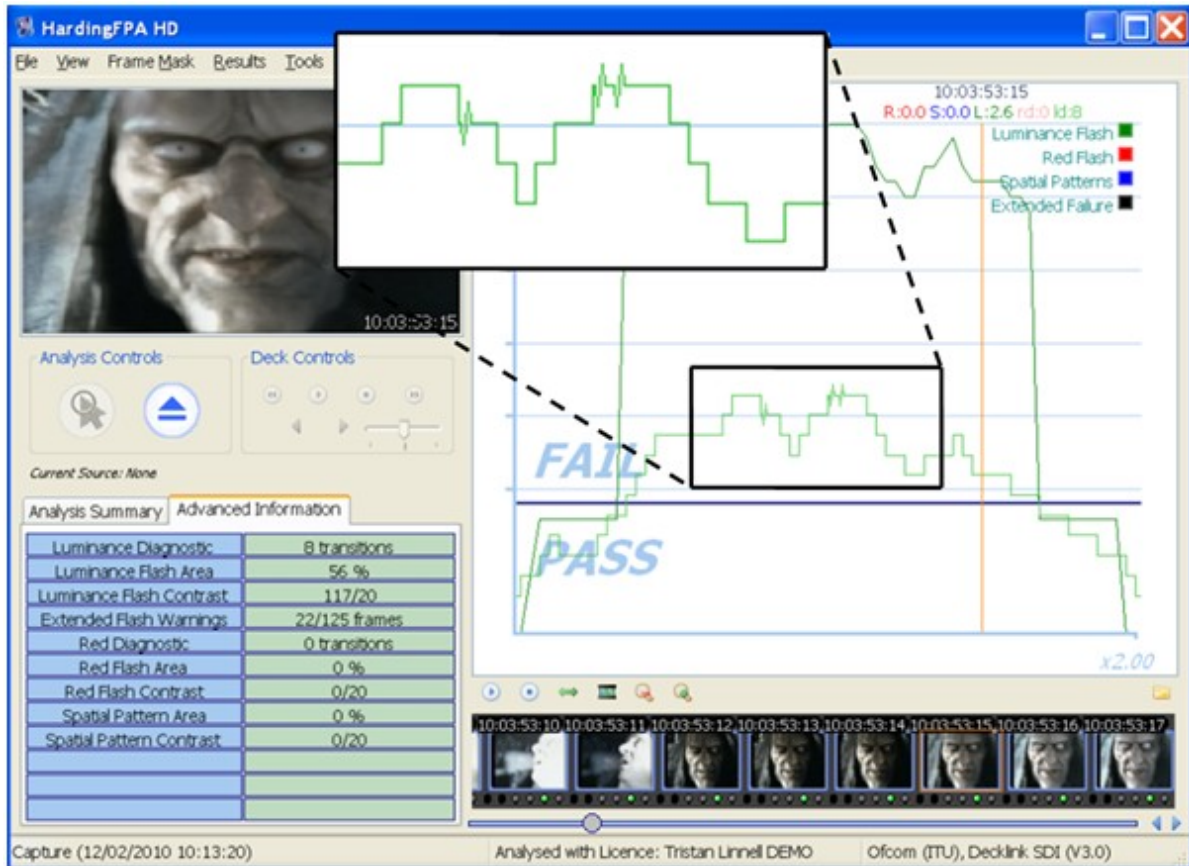 HardingFPA HD
File View Frame Mask Results Tools
10:03:53:15
R:0.0 S:0.0 L:2.6 rd:0 ld:8
Luminance Flash
Red Flash
Spatial Patterns
Extended Failure
10:03:53:15
Analysis Controls
Deck Controls
Current Source: None
FAIL
PASS
x2.00
Analysis Summary Advanced Information
Luminance Diagnostic 8 transitions
Luminance Flash Area 56 %
Luminance Flash Contrast 117/20
Extended Flash Warnings 22/125 frames
Red Diagnostic 0 transitions
Red Flash Area 0 %
Red Flash Contrast 0/20
Spatial Pattern Area 0 %
Spatial Pattern Contrast 0/20
10:03:53:10 10:03:53:11 10:03:53:12 10:03:53:13 10:03:53:14 10:03:53:15 10:03:53:16 10:03:53:17
Capture (12/02/2010 10:13:20)
Analysed with Licence: Tristan Linnell DEMO
Ofcom (ITU), Decklink SDI (V3.0)